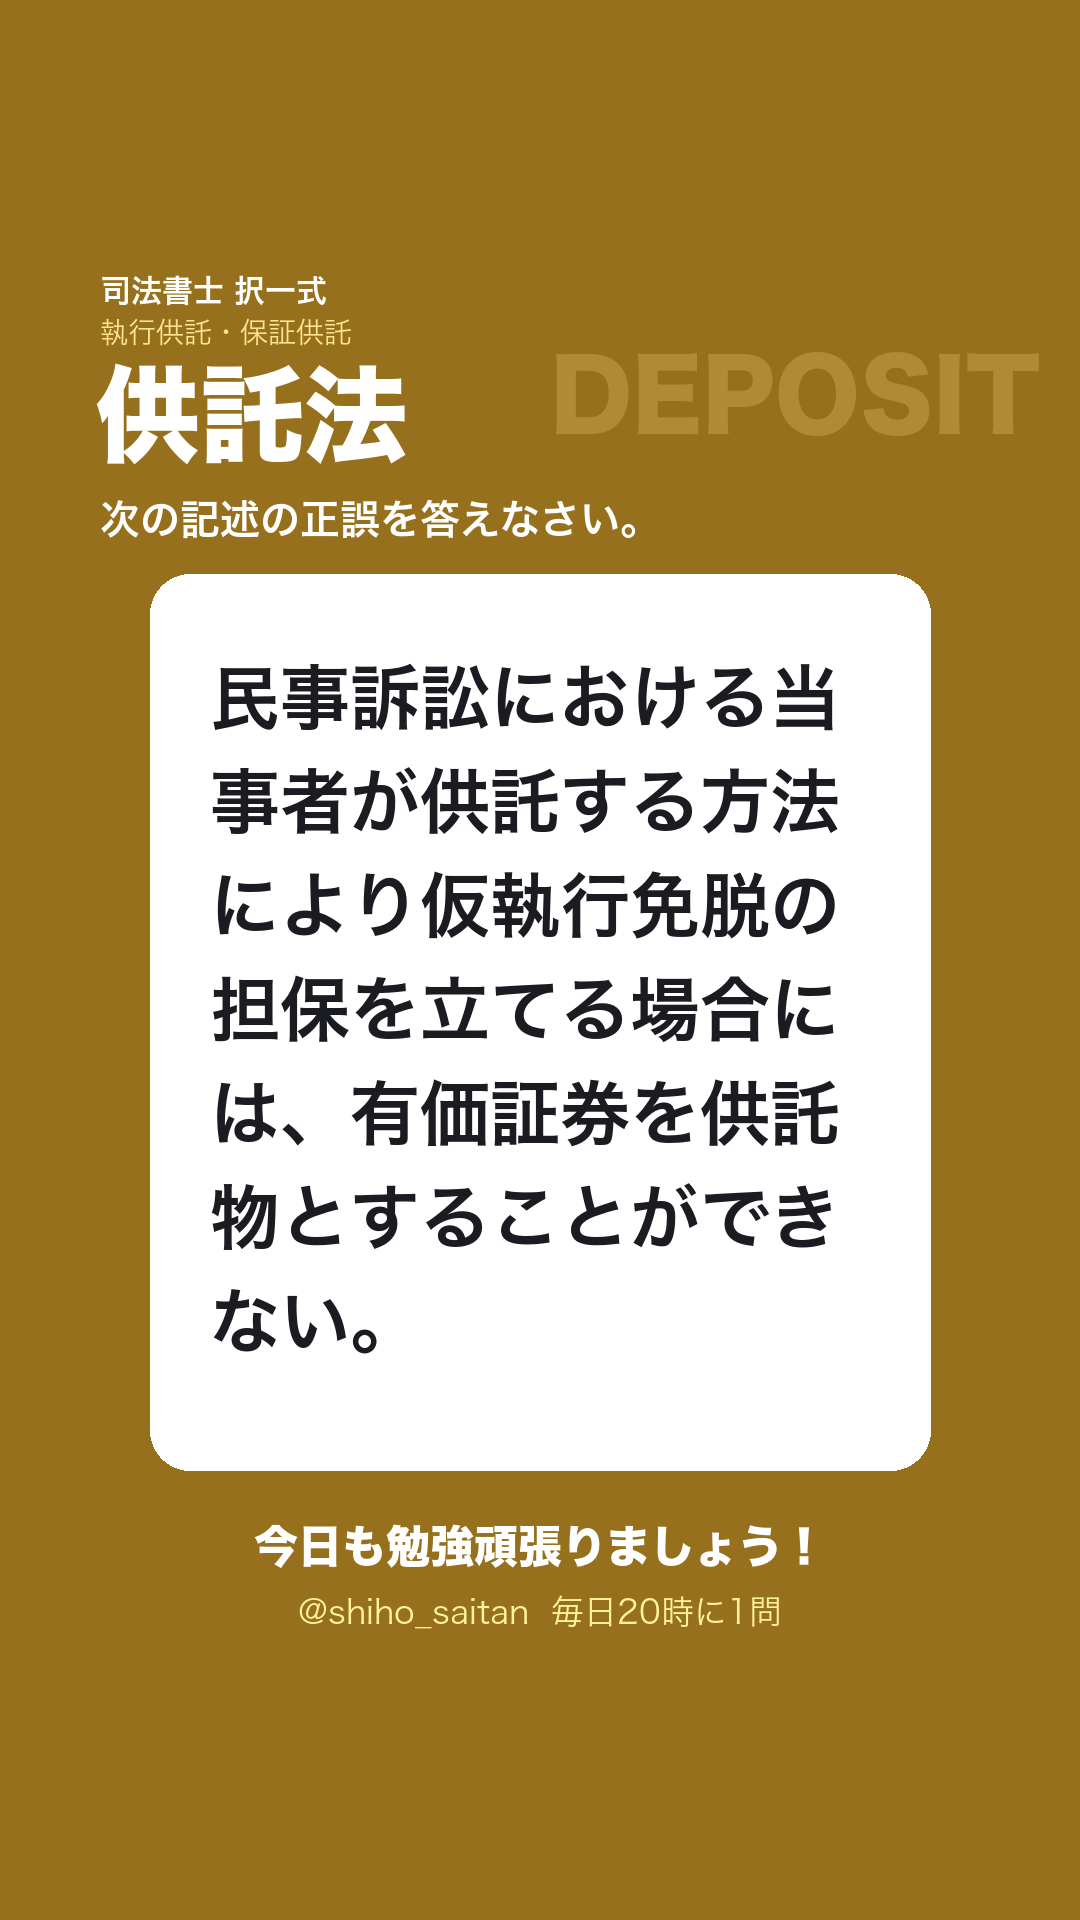 司法書士 択一式
執行供託・保証供託
供託法
DEPOSIT
次の記述の正誤を答えなさい。
民事訴訟における当
事者が供託する方法
により仮執行免脱の
担保を立てる場合に
は、有価証券を供託
物とすることができ
ない。
今日も勉強頑張りましょう！
@shiho_saitan 毎日20時に1問